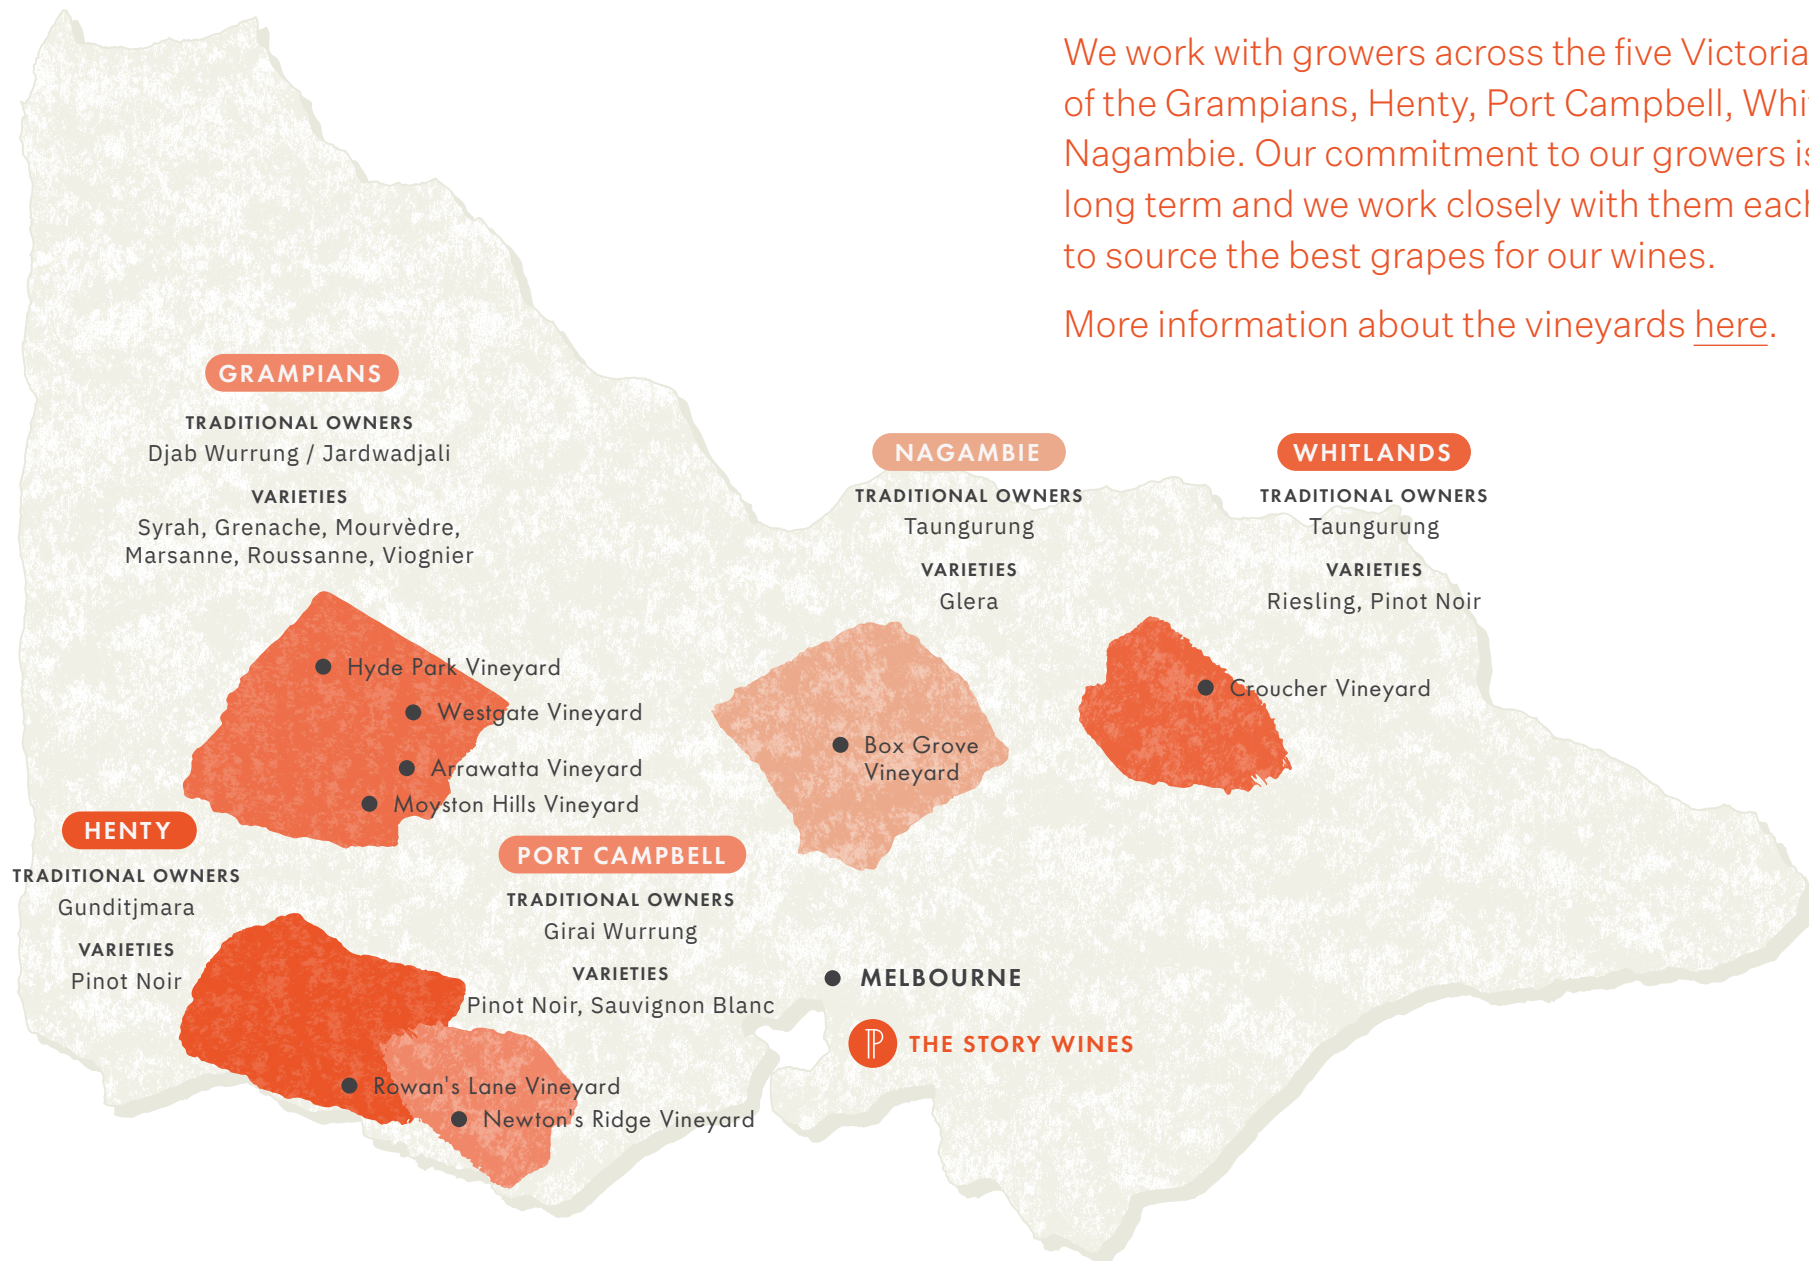 We work with growers across the five Victoria
of the Grampians, Henty, Port Campbell, Whi
Nagambie. Our commitment to our growers is
long term and we work closely with them each
to source the best grapes for our wines.
More information about the vineyards here.
GRAMPIANS
TRADITIONAL OWNERS
Djab Wurrung / Jardwadjali
VARIETIES
Syrah, Grenache, Mourvèdre,
Marsanne, Roussanne, Viognier
Hyde Park Vineyard
Westgate Vineyard
Arrawatta Vineyard
Moyston Hills Vineyard
NAGAMBIE
TRADITIONAL OWNERS
Taungurung
VARIETIES
Glera
Box Grove
Vineyard
WHITLANDS
TRADITIONAL OWNERS
Taungurung
VARIETIES
Riesling, Pinot Noir
Croucher Vineyard
HENTY
TRADITIONAL OWNERS
Gunditjmara
VARIETIES
Pinot Noir
Rowan's Lane Vineyard
PORT CAMPBELL
TRADITIONAL OWNERS
Girai Wurrung
VARIETIES
Pinot Noir, Sauvignon Blanc
Newton's Ridge Vineyard
MELBOURNE
THE STORY WINES